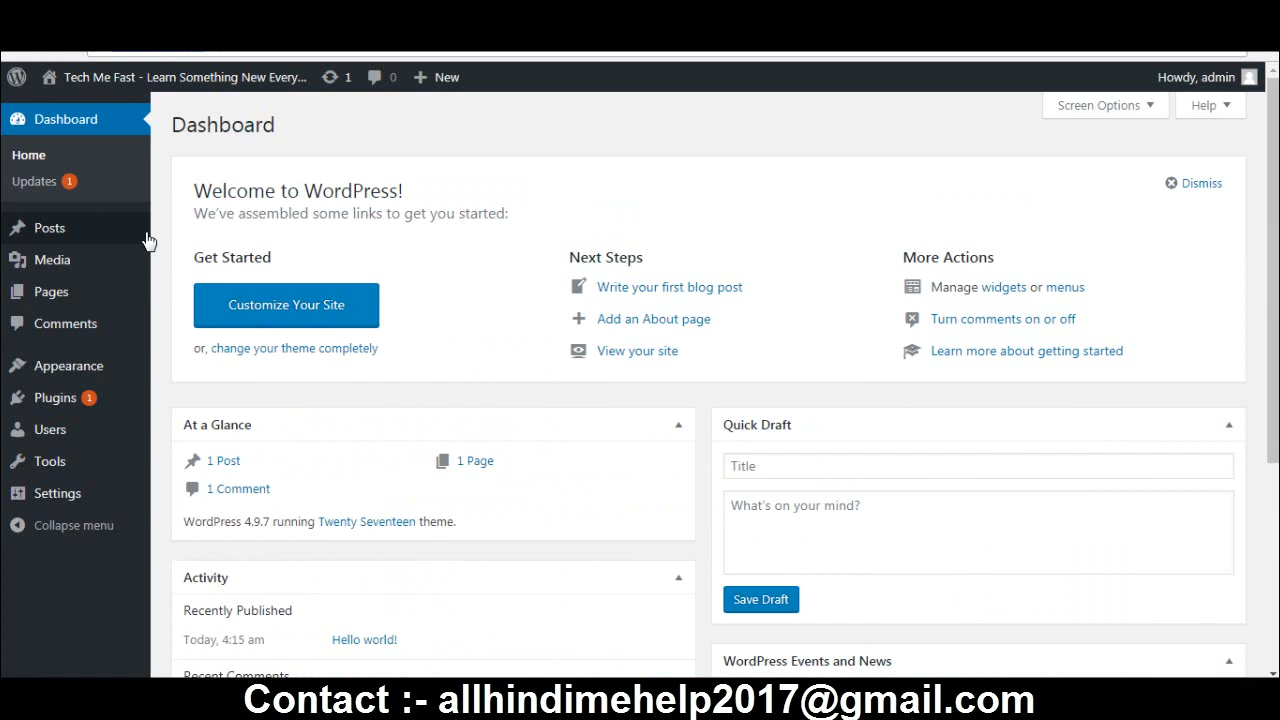 Tech Me Fast - Learn Something New Every... 1 0 New Howdy, admin
Dashboard
Home
Updates 1
Posts
Media
Pages
Comments
Appearance
Plugins 1
Users
Tools
Settings
Collapse menu
Screen Options Help
Dashboard
Welcome to WordPress!
We've assembled some links to get you started:
Dismiss
Get Started
Customize Your Site
or, change your theme completely
Next Steps
Write your first blog post
Add an About page
View your site
More Actions
Manage widgets or menus
Turn comments on or off
Learn more about getting started
At a Glance
1 Post 1 Page
1 Comment
WordPress 4.9.7 running Twenty Seventeen theme.
Activity
Recently Published
Today, 4:15 am Hello world!
Recent Comments
Quick Draft
Title
What's on your mind?
Save Draft
WordPress Events and News
Contact :- allhindimehelp2017@gmail.com